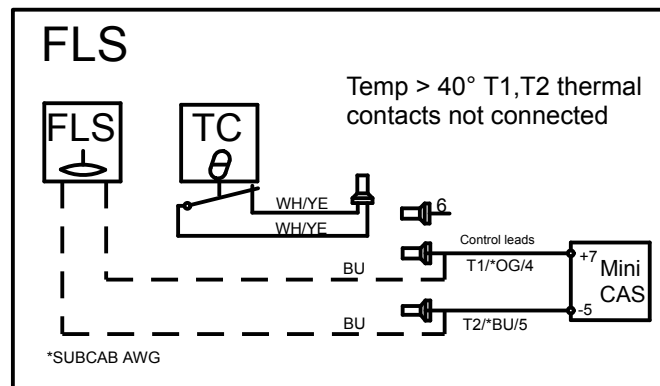 FLS
Temp > 40° T1,T2 thermal
contacts not connected
FLS
TC
WH/YE
WH/YE
6
Control leads
BU
T1/*OG/4
+7
Mini
CAS
-5
BU
T2/*BU/5
*SUBCAB AWG